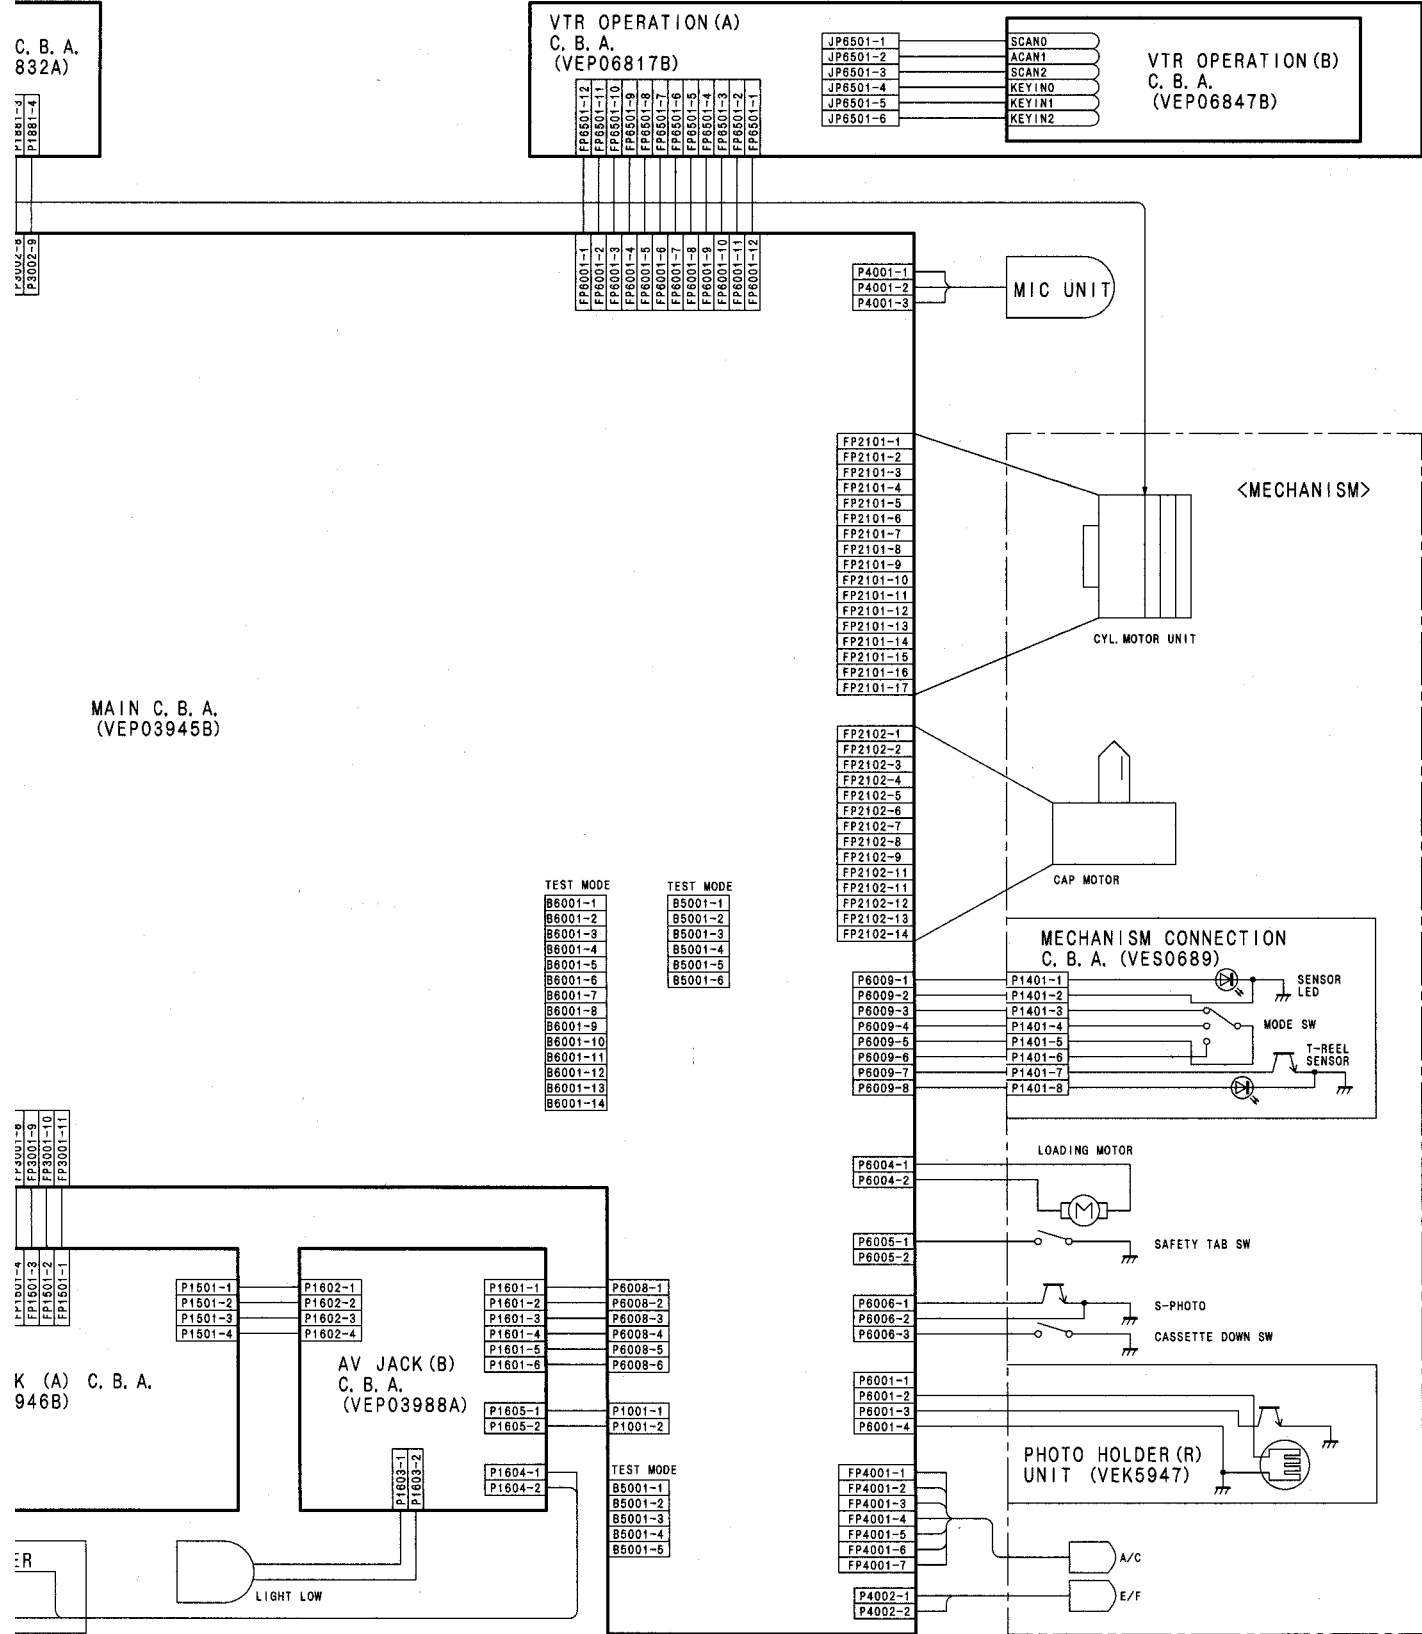 C. B. A.
832A)
P1881-3
P1881-4
VTR OPERATION (A)
C. B. A.
(VEP06817B)
FP6501-12
FP6501-11
FP6501-10
FP6501-9
FP6501-8
FP6501-7
FP6501-6
FP6501-5
FP6501-4
FP6501-3
FP6501-2
FP6501-1
JP6501-1
JP6501-2
JP6501-3
JP6501-4
JP6501-5
JP6501-6
SCAN0
ACAN1
SCAN2
KEYIN0
KEYIN1
KEYIN2
VTR OPERATION (B)
C. B. A.
(VEP06847B)
P3002-8
P3002-9
FP6001-1
FP6001-2
FP6001-3
FP6001-4
FP6001-5
FP6001-6
FP6001-7
FP6001-8
FP6001-9
FP6001-10
FP6001-11
FP6001-12
P4001-1
P4001-2
P4001-3
MIC UNIT
FP2101-1
FP2101-2
FP2101-3
FP2101-4
FP2101-5
FP2101-6
FP2101-7
FP2101-8
FP2101-9
FP2101-10
FP2101-11
FP2101-12
FP2101-13
FP2101-14
FP2101-15
FP2101-16
FP2101-17
<MECHANISM>
CYL. MOTOR UNIT
MAIN C. B. A.
(VEP03945B)
FP2102-1
FP2102-2
FP2102-3
FP2102-4
FP2102-5
FP2102-6
FP2102-7
FP2102-8
FP2102-9
FP2102-11
FP2102-11
FP2102-12
FP2102-13
FP2102-14
CAP MOTOR
TEST MODE
B6001-1
B6001-2
B6001-3
B6001-4
B6001-5
B6001-6
B6001-7
B6001-8
B6001-9
B6001-10
B6001-11
B6001-12
B6001-13
B6001-14
TEST MODE
B5001-1
B5001-2
B5001-3
B5001-4
B5001-5
B5001-6
MECHANISM CONNECTION
C. B. A. (VES0689)
P6009-1
P6009-2
P6009-3
P6009-4
P6009-5
P6009-6
P6009-7
P6009-8
P1401-1
P1401-2
P1401-3
P1401-4
P1401-5
P1401-6
P1401-7
P1401-8
SENSOR
LED
MODE SW
T-REEL
SENSOR
FP3001-8
FP3001-9
FP3001-10
FP3001-11
P6004-1
P6004-2
LOADING MOTOR
M
P6005-1
P6005-2
SAFETY TAB SW
FP1501-4
FP1501-3
FP1501-2
FP1501-1
P1501-1
P1501-2
P1501-3
P1501-4
P1602-1
P1602-2
P1602-3
P1602-4
P1601-1
P1601-2
P1601-3
P1601-4
P1601-5
P1601-6
P6008-1
P6008-2
P6008-3
P6008-4
P6008-5
P6008-6
P6006-1
P6006-2
P6006-3
S-PHOTO
CASSETTE DOWN SW
K (A) C. B. A.
946B)
AV JACK (B)
C. B. A.
(VEP03988A)
P1605-1
P1605-2
P1001-1
P1001-2
P6001-1
P6001-2
P6001-3
P6001-4
PHOTO HOLDER (R)
UNIT (VEK5947)
P1603-1
P1603-2
P1604-1
P1604-2
TEST MODE
B5001-1
B5001-2
B5001-3
B5001-4
B5001-5
FP4001-1
FP4001-2
FP4001-3
FP4001-4
FP4001-5
FP4001-6
FP4001-7
A/C
P4002-1
P4002-2
E/F
ER
LIGHT LOW